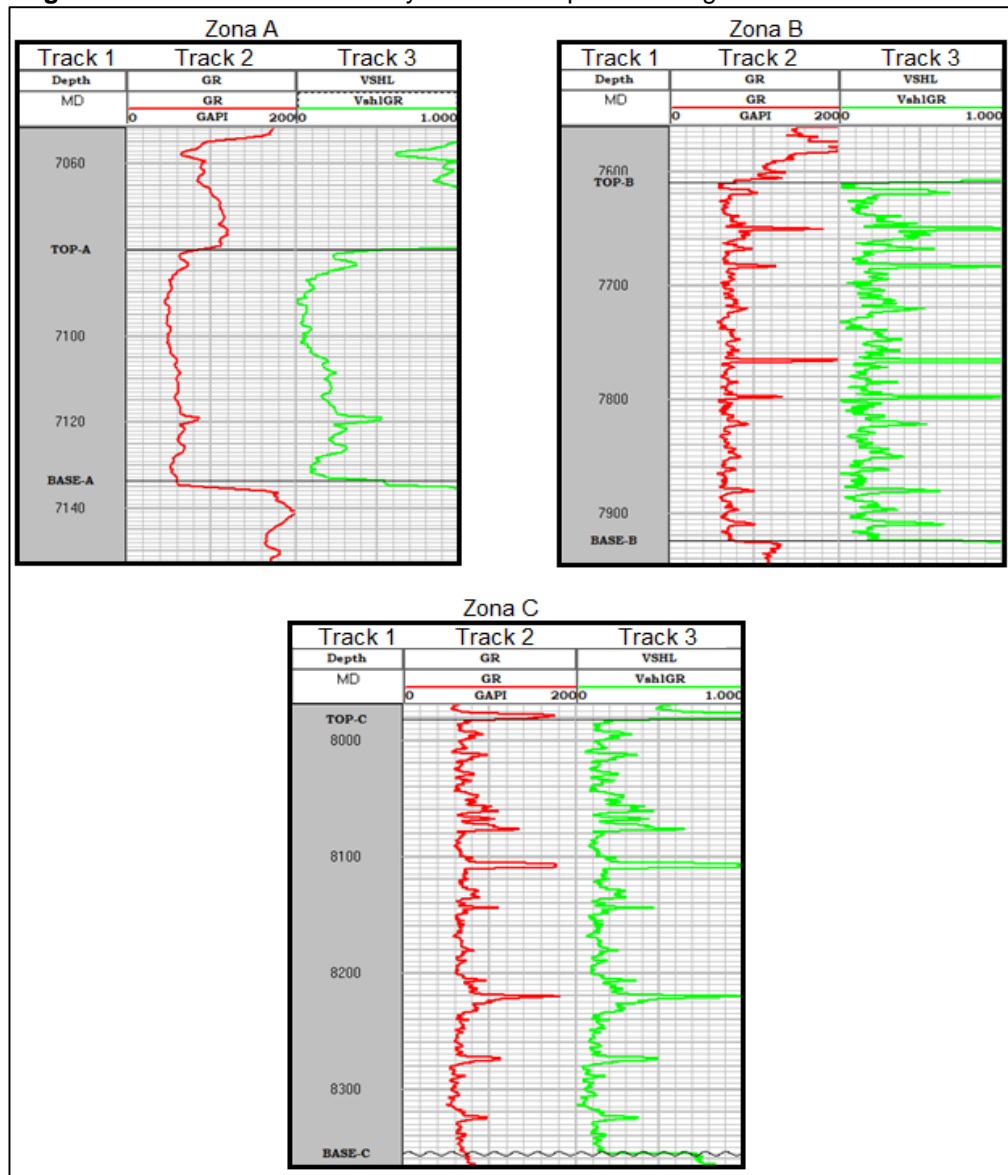 Zona A
Track 1 Track 2 Track 3
Depth GR VSHL
MD GR VshlGR
0 GAPI 200 0 1.000
7060
TOP-A
7100
7120
BASE-A
7140
Zona B
Track 1 Track 2 Track 3
Depth GR VSHL
MD GR VshlGR
0 GAPI 200 0 1.000
7600
TOP-B
7700
7800
7900
BASE-B
Zona C
Track 1 Track 2 Track 3
Depth GR VSHL
MD GR VshlGR
0 GAPI 200 0 1.000
TOP-C
8000
8100
8200
8300
BASE-C